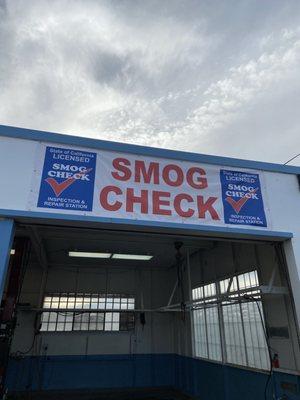 State of California
LICENSED
SMOG
CHECK
INSPECTION &
REPAIR STATION
SMOG
CHECK
State of California
LICENSED
SMOG
CHECK
INSPECTION &
REPAIR STATION